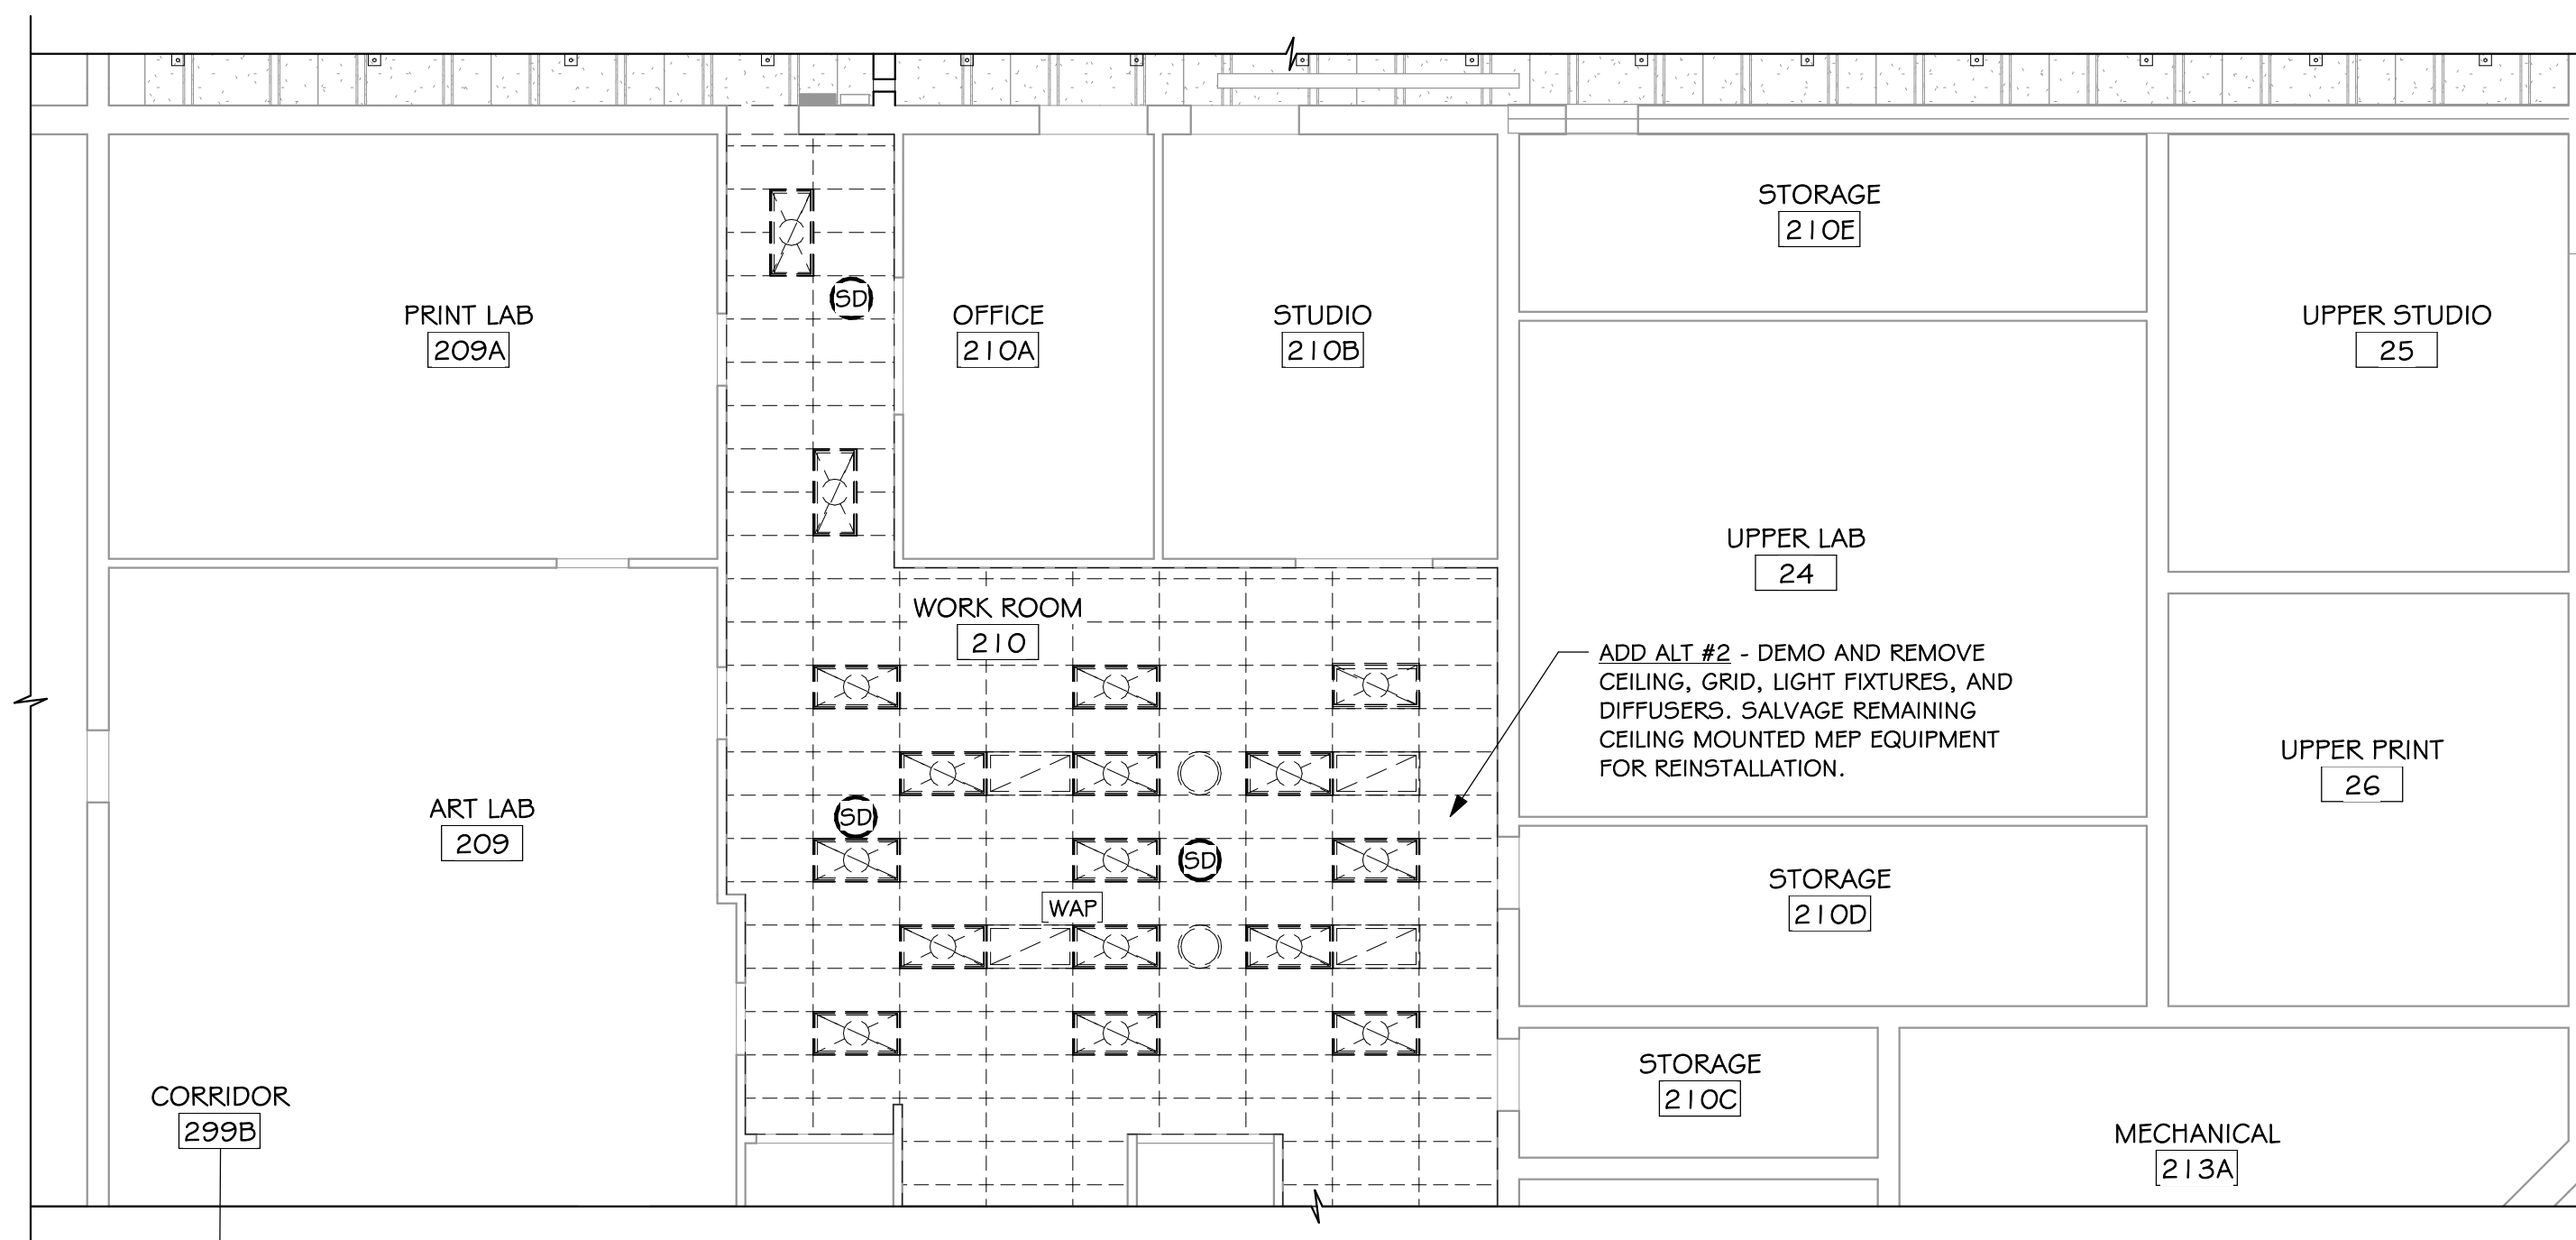 STORAGE
210E
SD
PRINT LAB
209A
OFFICE
210A
STUDIO
210B
UPPER STUDIO
25
UPPER LAB
24
WORK ROOM
210
ADD ALT #2 - DEMO AND REMOVE
CEILING, GRID, LIGHT FIXTURES, AND
DIFFUSERS. SALVAGE REMAINING
CEILING MOUNTED MEP EQUIPMENT
FOR REINSTALLATION.
UPPER PRINT
26
ART LAB
209
SD
SD
STORAGE
210D
WAP
STORAGE
210C
CORRIDOR
299B
MECHANICAL
213A